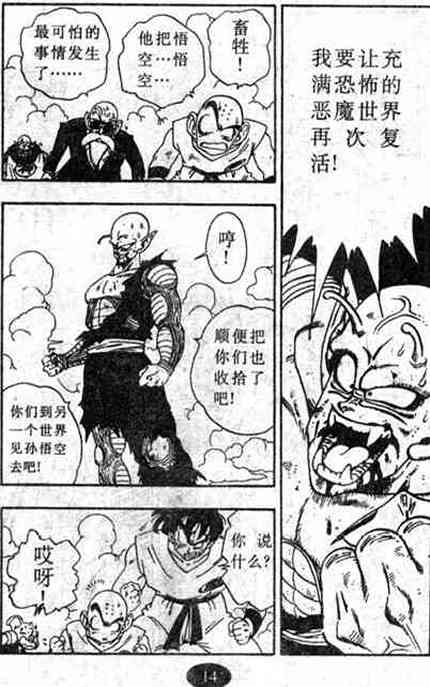 我要让充
满恐怖的
恶魔世界
再次复
活!
畜牲!
他把悟
空…悟
空…
最可怕的
事情发生
了……
哼!
顺便把
你们也
收拾了
吧!
你们到另
一个世界
见孙悟空
去吧!
你说
什么?
哎呀!
14